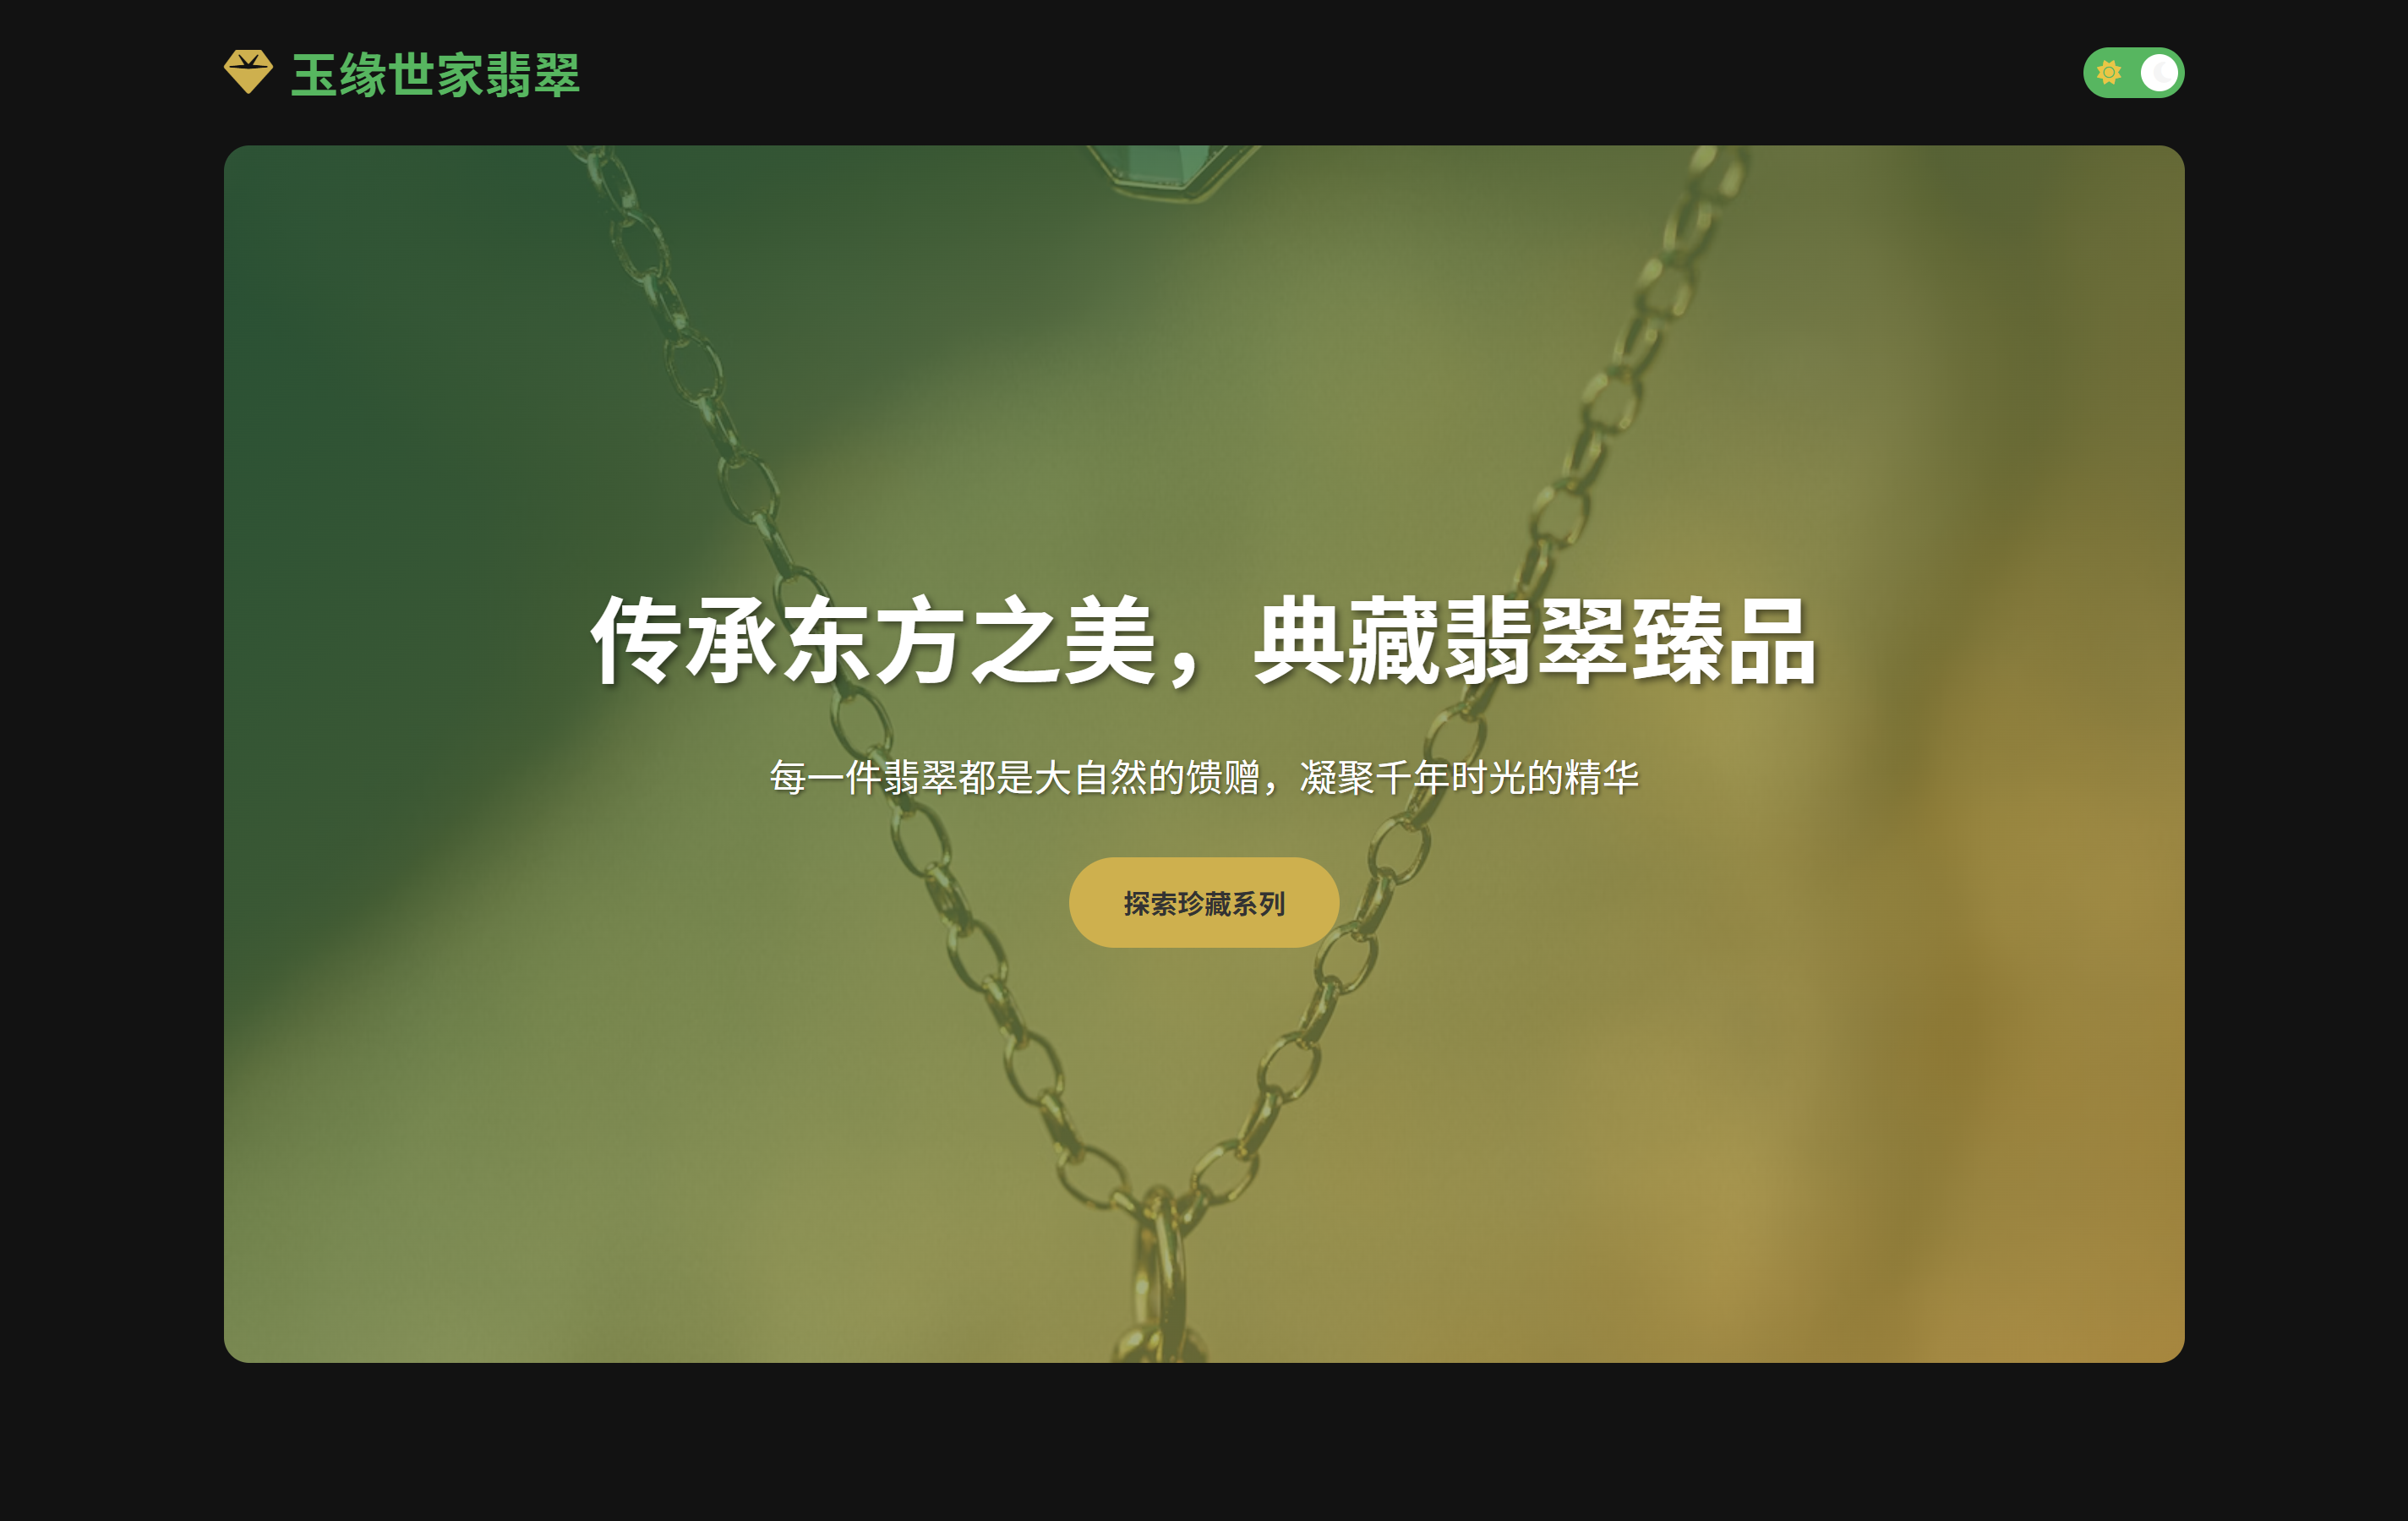 玉缘世家翡翠
传承东方之美，典藏翡翠臻品
每一件翡翠都是大自然的馈赠，凝聚千年时光的精华
探索珍藏系列